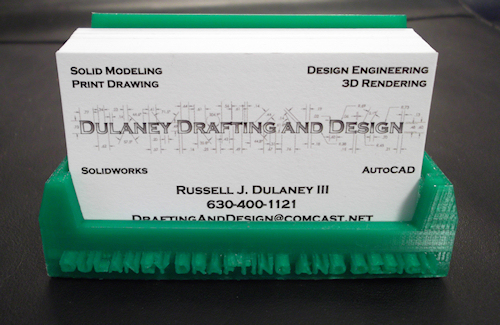 Solid Modeling Design Engineering
Print Drawing 3D Rendering
Dulaney Drafting and Design
Solidworks AutoCAD
Russell J. Dulaney III
630-400-1121
DraftingAndDesign@comcast.net
DULANEY DRAFTING AND DESIGN